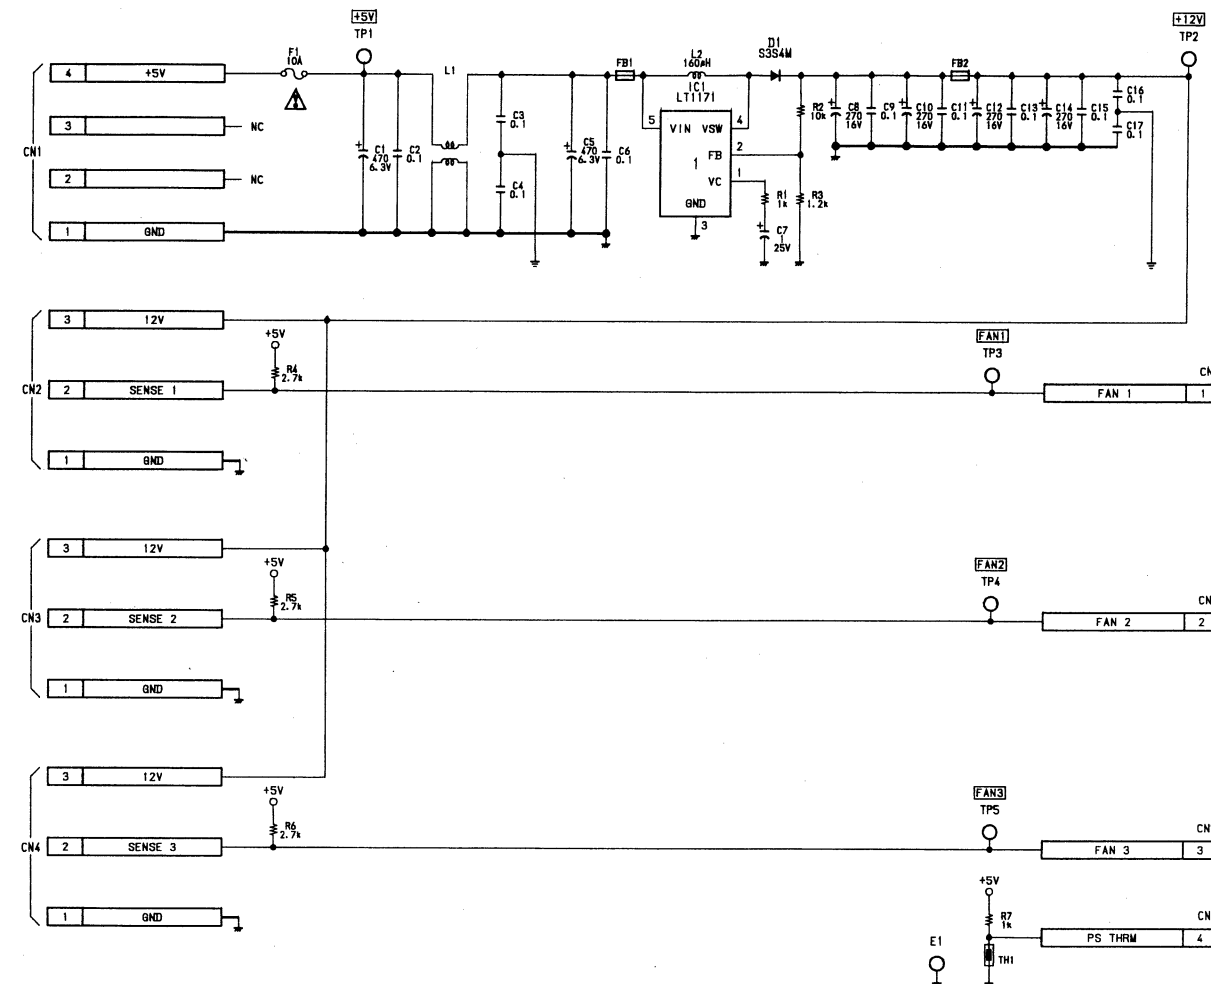 +5V
TP1
+12V
TP2
F1
10A
L1
FB1
L2
160µH
IC1
LT1171
D1
S3S4M
FB2
4 +5V
3 NC
2 NC
1 GND
CN1
C1
470
6.3V
C2
0.1
C3
0.1
C4
0.1
C5
470
6.3V
C6
0.1
5 VIN VSW 4
FB 2
1 VC 1
GND
3
R1
1k
C7
1
25V
R2
10k
R3
1.2k
C8
270
16V
C9
0.1
C10
270
16V
C11
0.1
C12
270
16V
C13
0.1
C14
270
16V
C15
0.1
C16
0.1
C17
0.1
3 12V
+5V
R4
2.7k
CN2
2 SENSE 1
1 GND
FAN1
TP3
CN
FAN 1 1
3 12V
+5V
R5
2.7k
CN3
2 SENSE 2
1 GND
FAN2
TP4
CN
FAN 2 2
3 12V
+5V
R6
2.7k
CN4
2 SENSE 3
1 GND
FAN3
TP5
CN
FAN 3 3
+5V
R7
1k
CN
PS THRM 4
TH1
E1